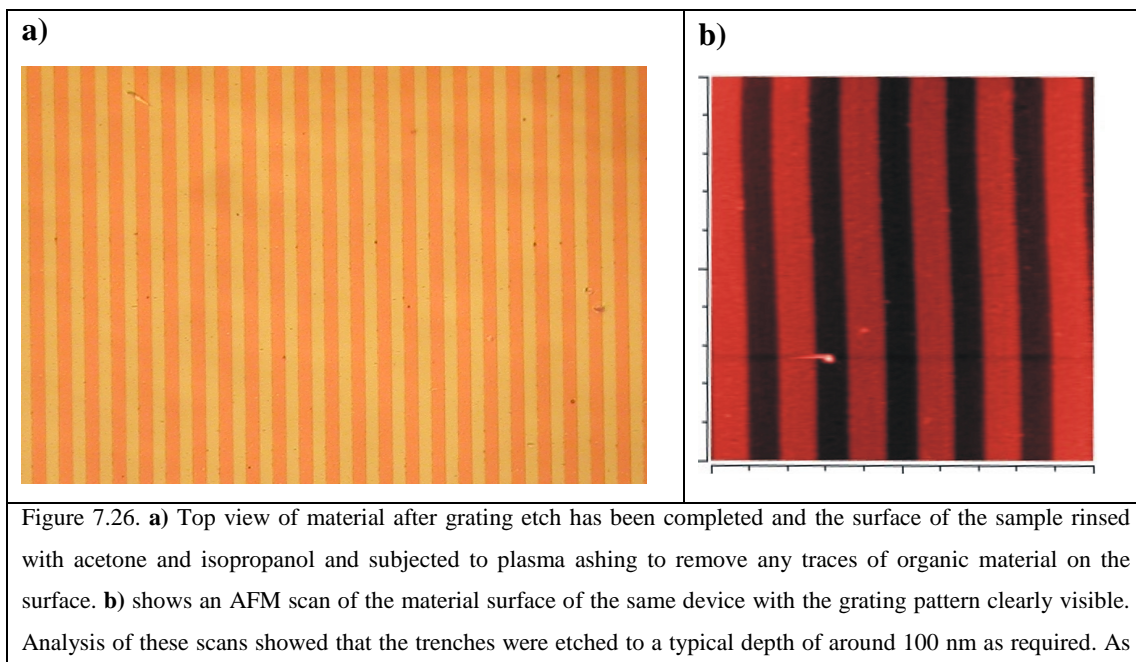 a)
b)
Figure 7.26. a) Top view of material after grating etch has been completed and the surface of the sample rinsed
with acetone and isopropanol and subjected to plasma ashing to remove any traces of organic material on the
surface. b) shows an AFM scan of the material surface of the same device with the grating pattern clearly visible.
Analysis of these scans showed that the trenches were etched to a typical depth of around 100 nm as required. As